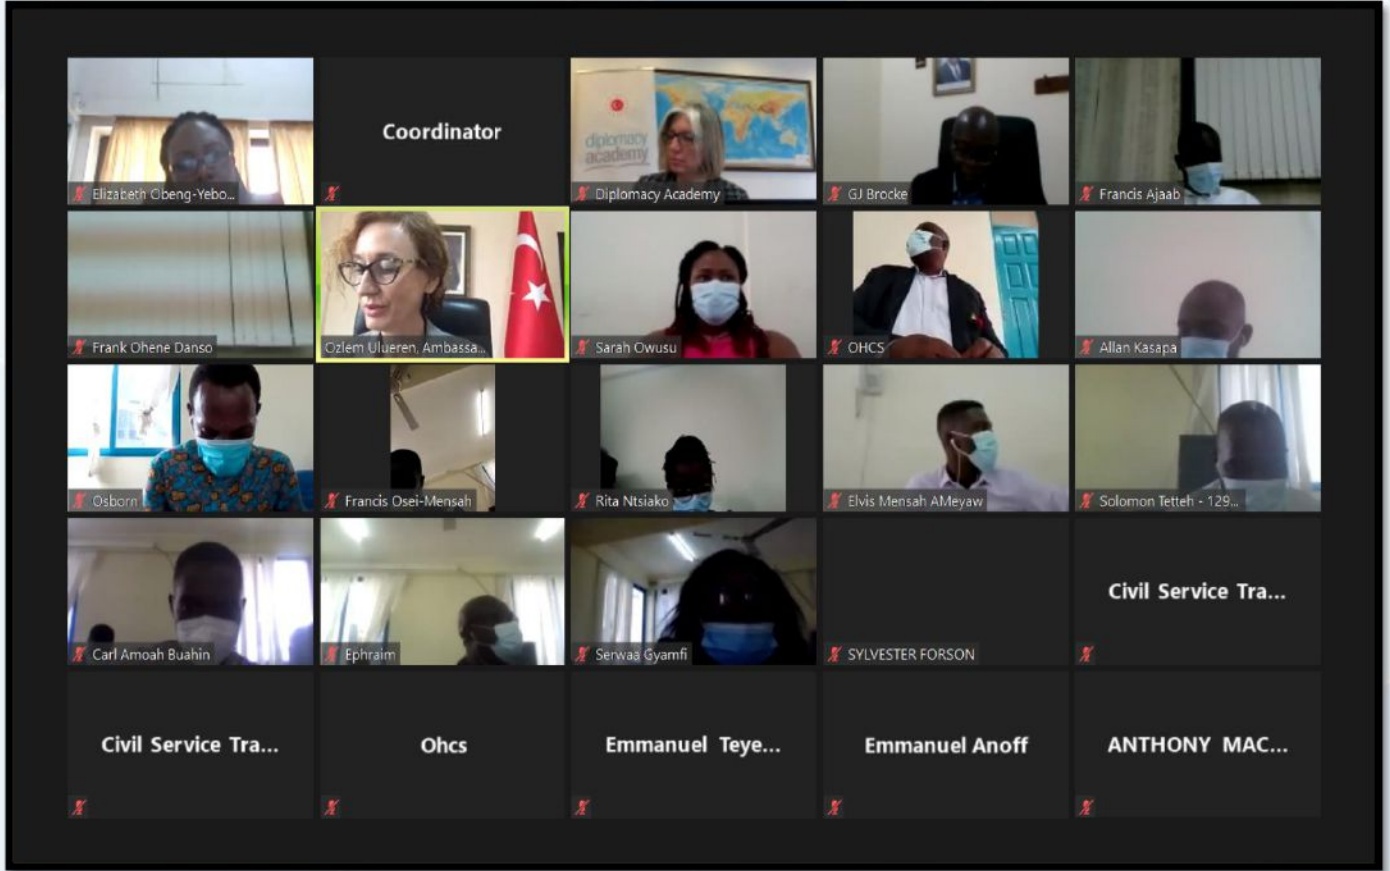 Elizabeth Obeng-Yebo...
Coordinator
diplomacy
academy
Diplomacy Academy
GJ Brocke
Francis Ajaab
Frank Ohene Danso
Ozlem Ulueren, Ambassa...
Sarah Owusu
OHCS
Allan Kasapa
Osborn
Francis Osei-Mensah
Rita Ntsiako
Elvis Mensah AMeyaw
Solomon Tetteh - 129...
Carl Amoah Buahin
Ephraim
Serwaa Gyamfi
SYLVESTER FORSON
Civil Service Tra...
Civil Service Tra...
Ohcs
Emmanuel Teye...
Emmanuel Anoff
ANTHONY MAC...